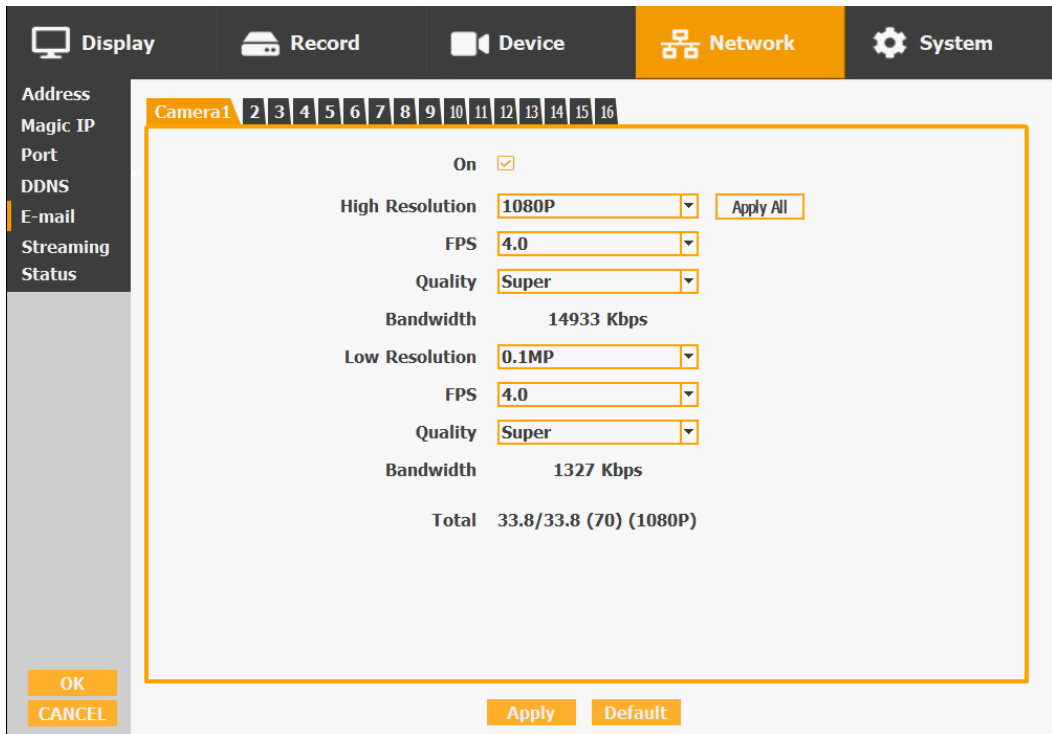 Display Record Device Network System
Address
Magic IP
Port
DDNS
E-mail
Streaming
Status
Camera1 2 3 4 5 6 7 8 9 10 11 12 13 14 15 16
On
High Resolution 1080P Apply All
FPS 4.0
Quality Super
Bandwidth 14933 Kbps
Low Resolution 0.1MP
FPS 4.0
Quality Super
Bandwidth 1327 Kbps
Total 33.8/33.8 (70) (1080P)
OK
CANCEL
Apply Default